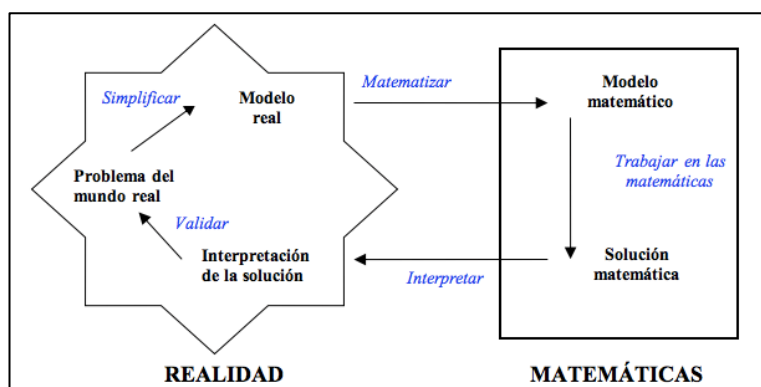 Simplificar
Modelo
real
Matematizar
Modelo
matemático
Problema del
mundo real
Trabajar en las
matemáticas
Validar
Interpretación
de la solución
Interpretar
Solución
matemática
REALIDAD
MATEMÁTICAS